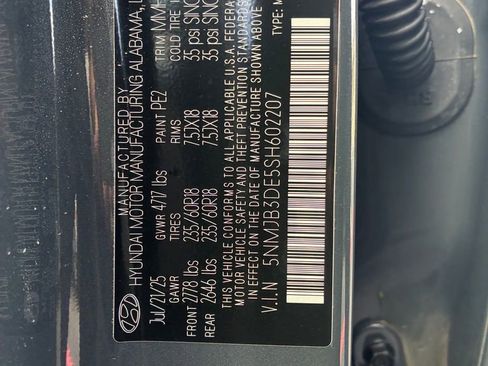 MANUFACTURED BY
HYUNDAI MOTOR MANUFACTURING ALABAMA,
Jul/21/25 GVWR 4717 lbs PAINT PE2 TRIM MMH
GAWR TIRES RIMS COLD TIRE
FRONT 2778 lbs 235/60R18 7.5JX18 35 psi SINGLE
REAR 2646 lbs 235/60R18 7.5JX18 35 psi SINGLE
THIS VEHICLE CONFORMS TO ALL APPLICABLE U.S.A. FEDERAL
MOTOR VEHICLE SAFETY STANDARDS
IN EFFECT ON THE DATE OF MANUFACTURE SHOWN ABOVE
V.I.N 5NMJB3DE5SH602207 TYPE: